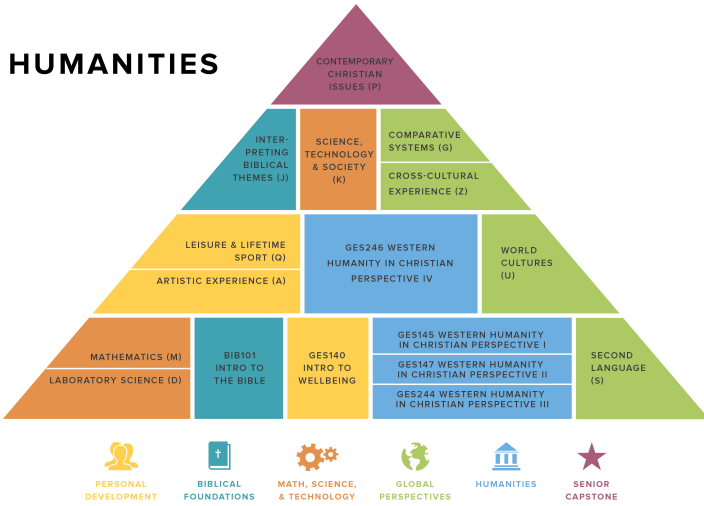 HUMANITIES
CONTEMPORARY
CHRISTIAN
ISSUES (P)
INTER-
PRETING
BIBLICAL
THEMES (J)
SCIENCE,
TECHNOLOGY
& SOCIETY
(K)
COMPARATIVE
SYSTEMS (G)
CROSS-CULTURAL
EXPERIENCE (Z)
LEISURE & LIFETIME
SPORT (Q)
ARTISTIC EXPERIENCE (A)
GES246 WESTERN
HUMANITY IN CHRISTIAN
PERSPECTIVE IV
WORLD
CULTURES
(U)
MATHEMATICS (M)
LABORATORY SCIENCE (D)
BIB101
INTRO TO
THE BIBLE
GES140
INTRO TO
WELLBEING
GES145 WESTERN HUMANITY
IN CHRISTIAN PERSPECTIVE I
GES147 WESTERN HUMANITY
IN CHRISTIAN PERSPECTIVE II
GES244 WESTERN HUMANITY
IN CHRISTIAN PERSPECTIVE III
SECOND
LANGUAGE
(S)
PERSONAL
DEVELOPMENT
BIBLICAL
FOUNDATIONS
MATH, SCIENCE,
& TECHNOLOGY
GLOBAL
PERSPECTIVES
HUMANITIES
SENIOR
CAPSTONE